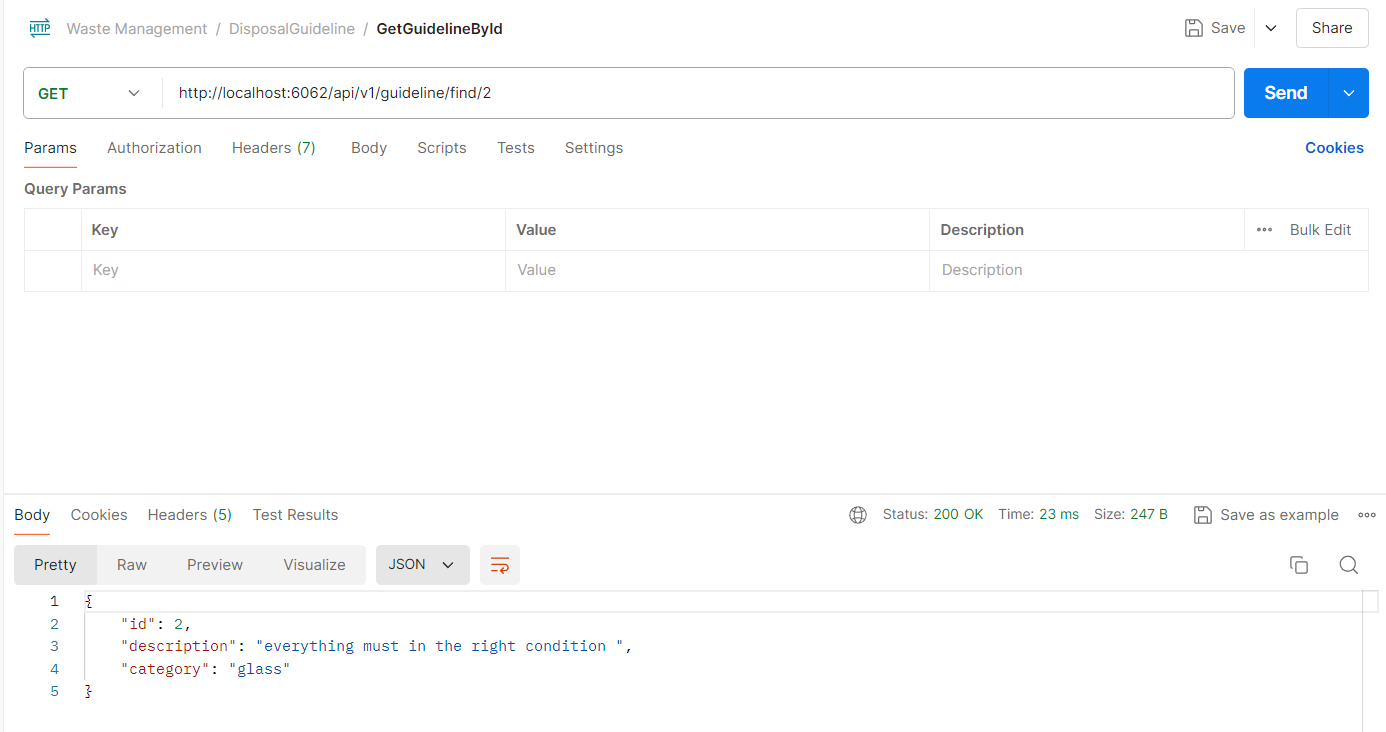 HTTP Waste Management / DisposalGuideline / GetGuidelineById Save Share
GET http://localhost:6062/api/v1/guideline/find/2 Send
Params Authorization Headers (7) Body Scripts Tests Settings Cookies
Query Params
Key Value Description ••• Bulk Edit
Key Value Description
Body Cookies Headers (5) Test Results Status: 200 OK Time: 23 ms Size: 247 B Save as example
Pretty Raw Preview Visualize JSON
1 {
2 "id": 2,
3 "description": "everything must in the right condition ",
4 "category": "glass"
5 }